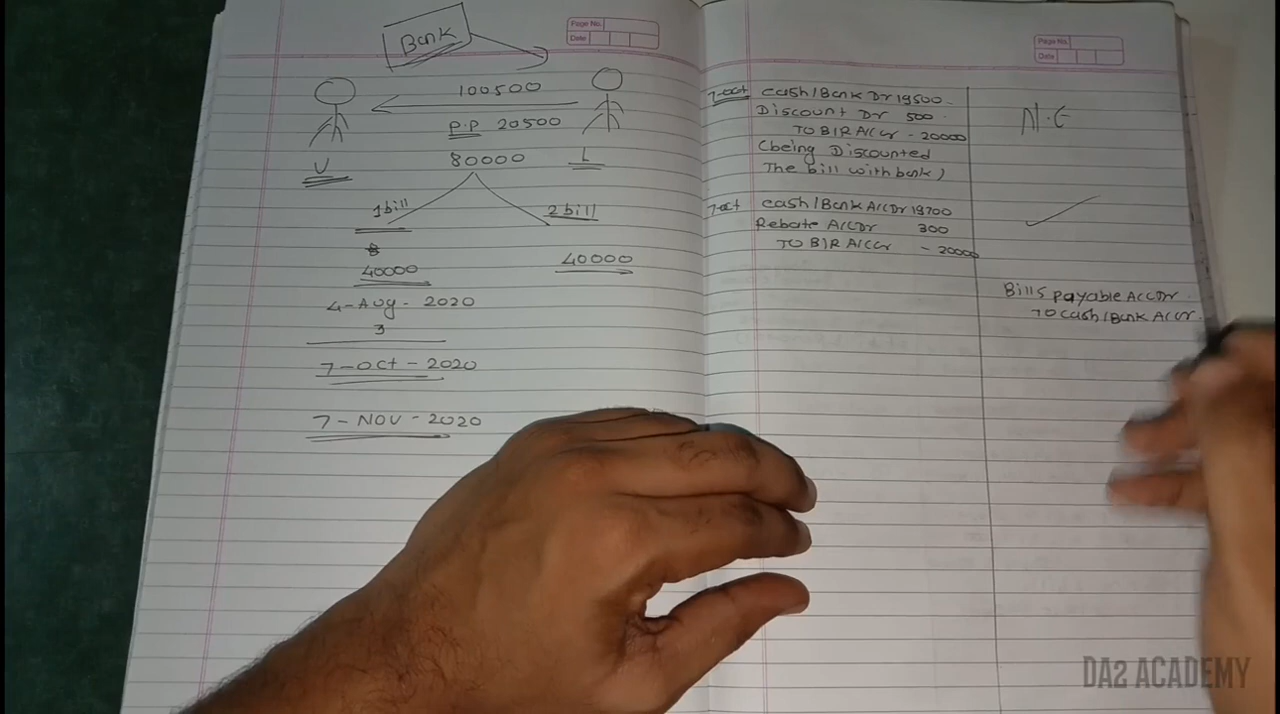 Bank
Page No.
Date
100500
P.P 20500
80000
V
L
1 bill
2 bill
40000
40000
4-Aug-2020
3
7-Oct-2020
7-NOV-2020
Page No.
Date
7-oct cash/Bank Dr 19500
Discount Dr 500
TO B/R A/c Cr - 20000
(being Discounted
The bill with bank)
N.E
7-oct cash/Bank A/c Dr 19700
Rebate A/c Dr 300
TO B/R A/c Cr - 20000
Bills payable A/c Dr
TO cash/Bank A/c Cr.
DA2 ACADEMY